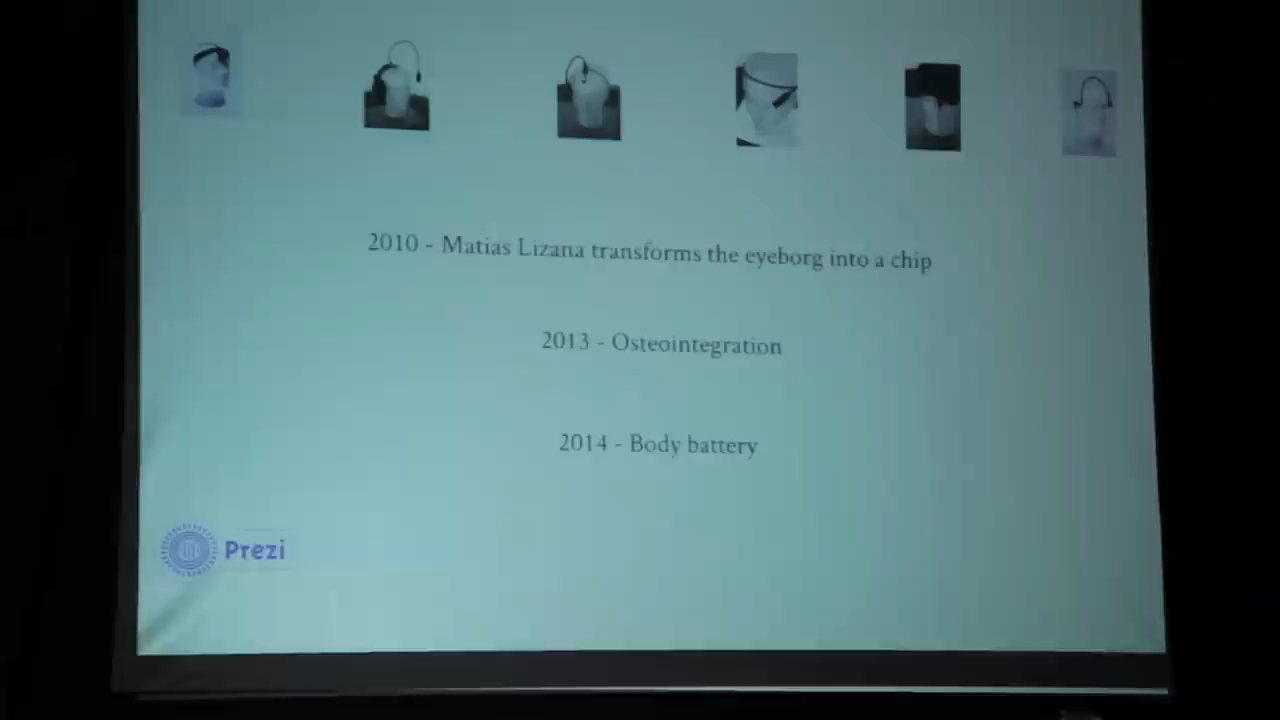 2010 - Matias Lizana transforms the eyeborg into a chip
2013 - Osteointegration
2014 - Body battery
Prezi